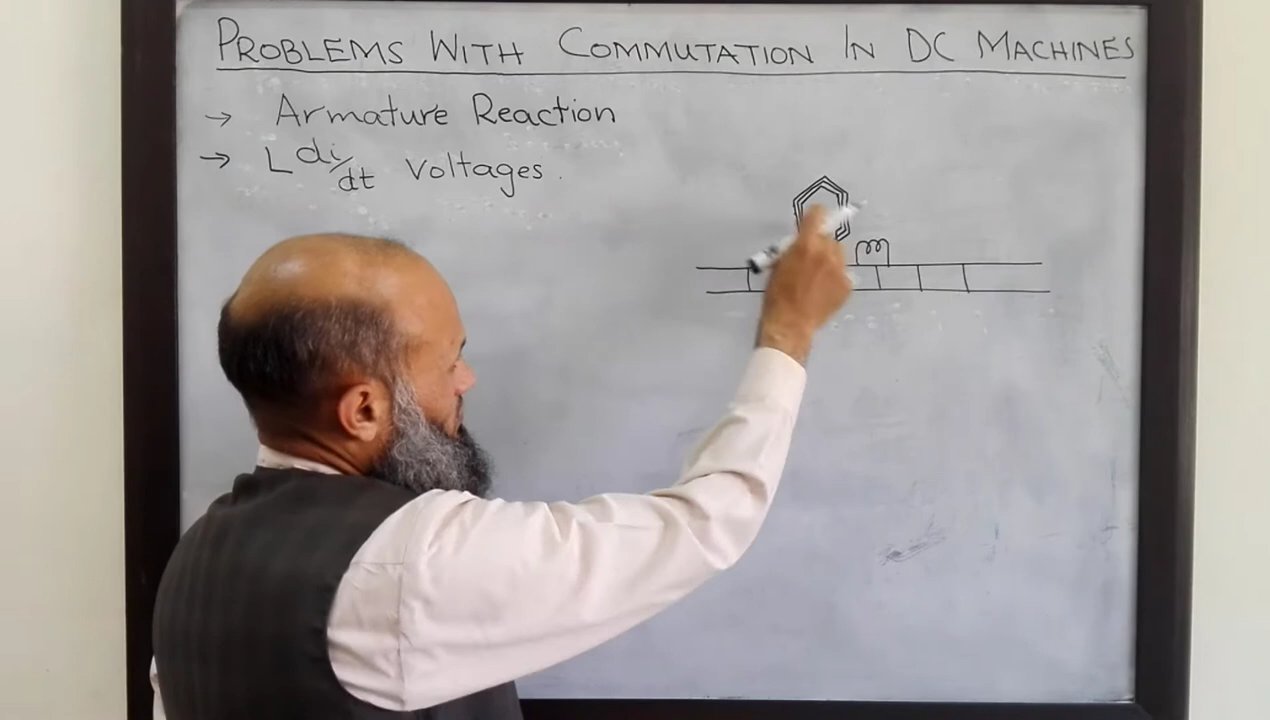 PROBLEMS WITH COMMUTATION IN DC MACHINES
→ Armature Reaction
→ L di/dt Voltages.